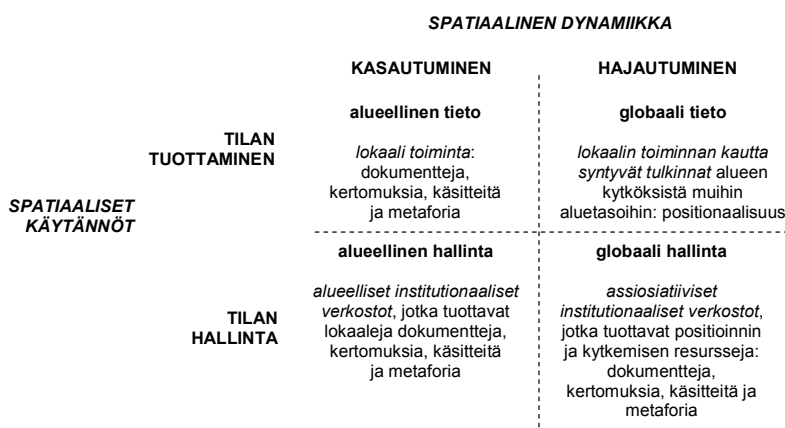 SPATIAALINEN DYNAMIIKKA
KASAUTUMINEN
HAJAUTUMINEN
SPATIAALISET
KÄYTÄNNÖT
TILAN
TUOTTAMINEN
alueellinen tieto
lokaali toiminta:
dokumentteja,
kertomuksia, käsitteitä
ja metaforia
globaali tieto
lokaalin toiminnan kautta
syntyvät tulkinnat alueen
kytköksistä muihin
aluetasoihin: positionaalisuus
TILAN
HALLINTA
alueellinen hallinta
alueelliset institutionaaliset
verkostot, jotka tuottavat
lokaaleja dokumentteja,
kertomuksia, käsitteitä
ja metaforia
globaali hallinta
assiosiatiiviset
institutionaaliset verkostot,
jotka tuottavat positioinnin
ja kytkemisen resursseja:
dokumentteja,
kertomuksia, käsitteitä ja
metaforia